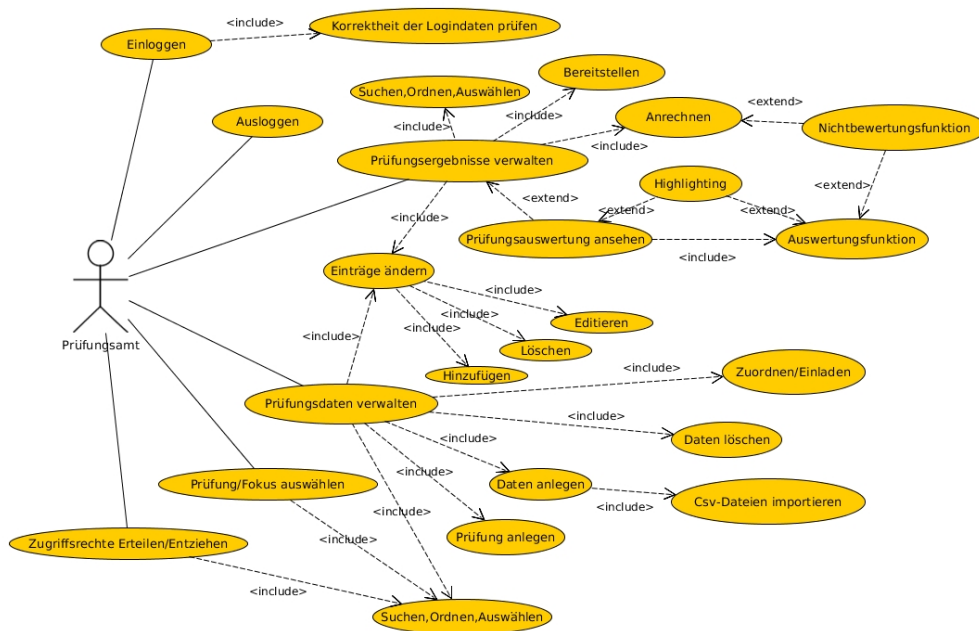 <include>
Korrektheit der Logindaten prüfen
Einloggen
Bereitstellen
Suchen,Ordnen,Auswählen
<extend>
<include>
Anrechnen
Ausloggen
<include>
Nichtbewertungsfunktion
<include>
Prüfungsergebnisse verwalten
Highlighting
<extend>
<extend>
<include>
<extend>
<extend>
Prüfungsauswertung ansehen
Auswertungsfunktion
<include>
Einträge ändern
<include>
<include>
Editieren
<include>
<include>
Prüfungsamt
Löschen
Hinzufügen
<include>
Zuordnen/Einladen
Prüfungsdaten verwalten
<include>
<include>
Daten löschen
<include>
Prüfung/Fokus auswählen
Daten anlegen
Csv-Dateien importieren
<include>
<include>
Prüfung anlegen
<include>
Zugriffsrechte Erteilen/Entziehen
<include>
Suchen,Ordnen,Auswählen